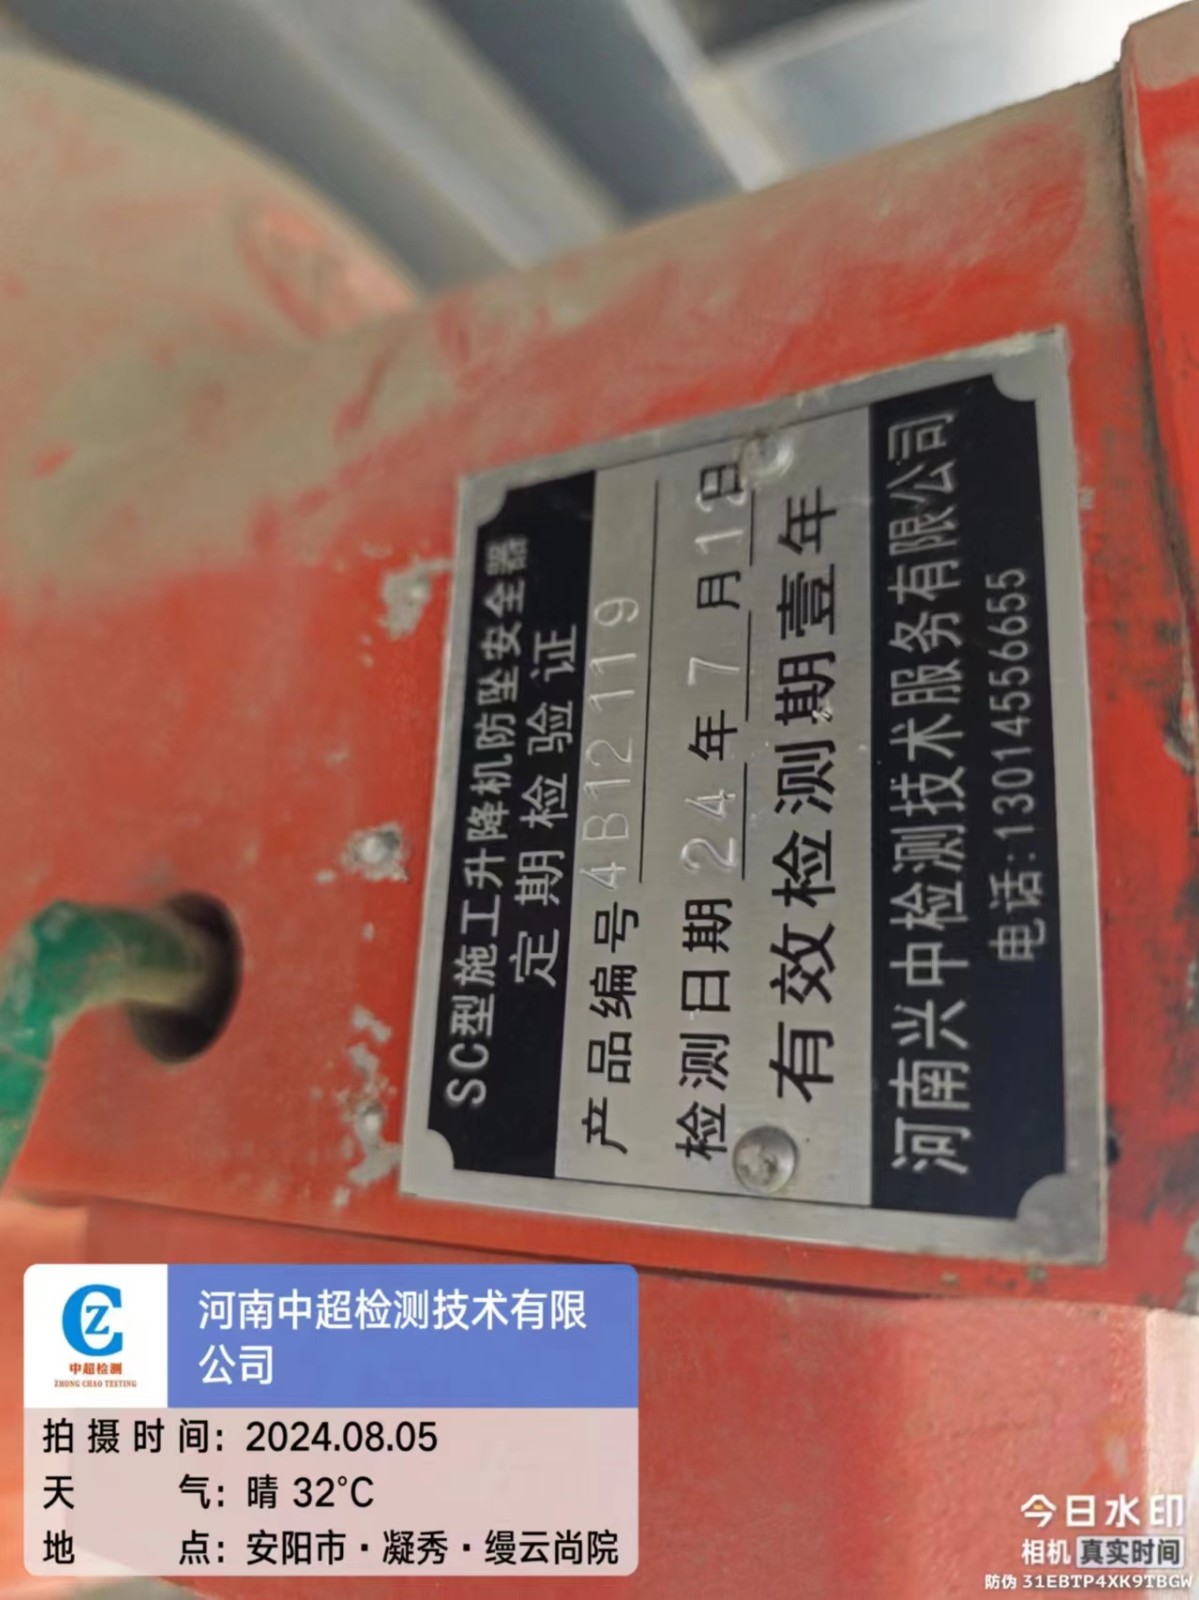 SC型施工升降机防坠安全器
定期检验证
产品编号 4B12119
检测日期 24 年 7 月 12日
有效检测期壹年
河南兴中检测技术服务有限公司
电话:13014556655
CZ
中超检测
ZHONG CHAO TESTING
河南中超检测技术有限
公司
拍摄时间: 2024.08.05
天气: 晴 32℃
地点: 安阳市·凝秀·缦云尚院
今日水印
相机 真实时间
防伪 31EBTP4XK9TBGW